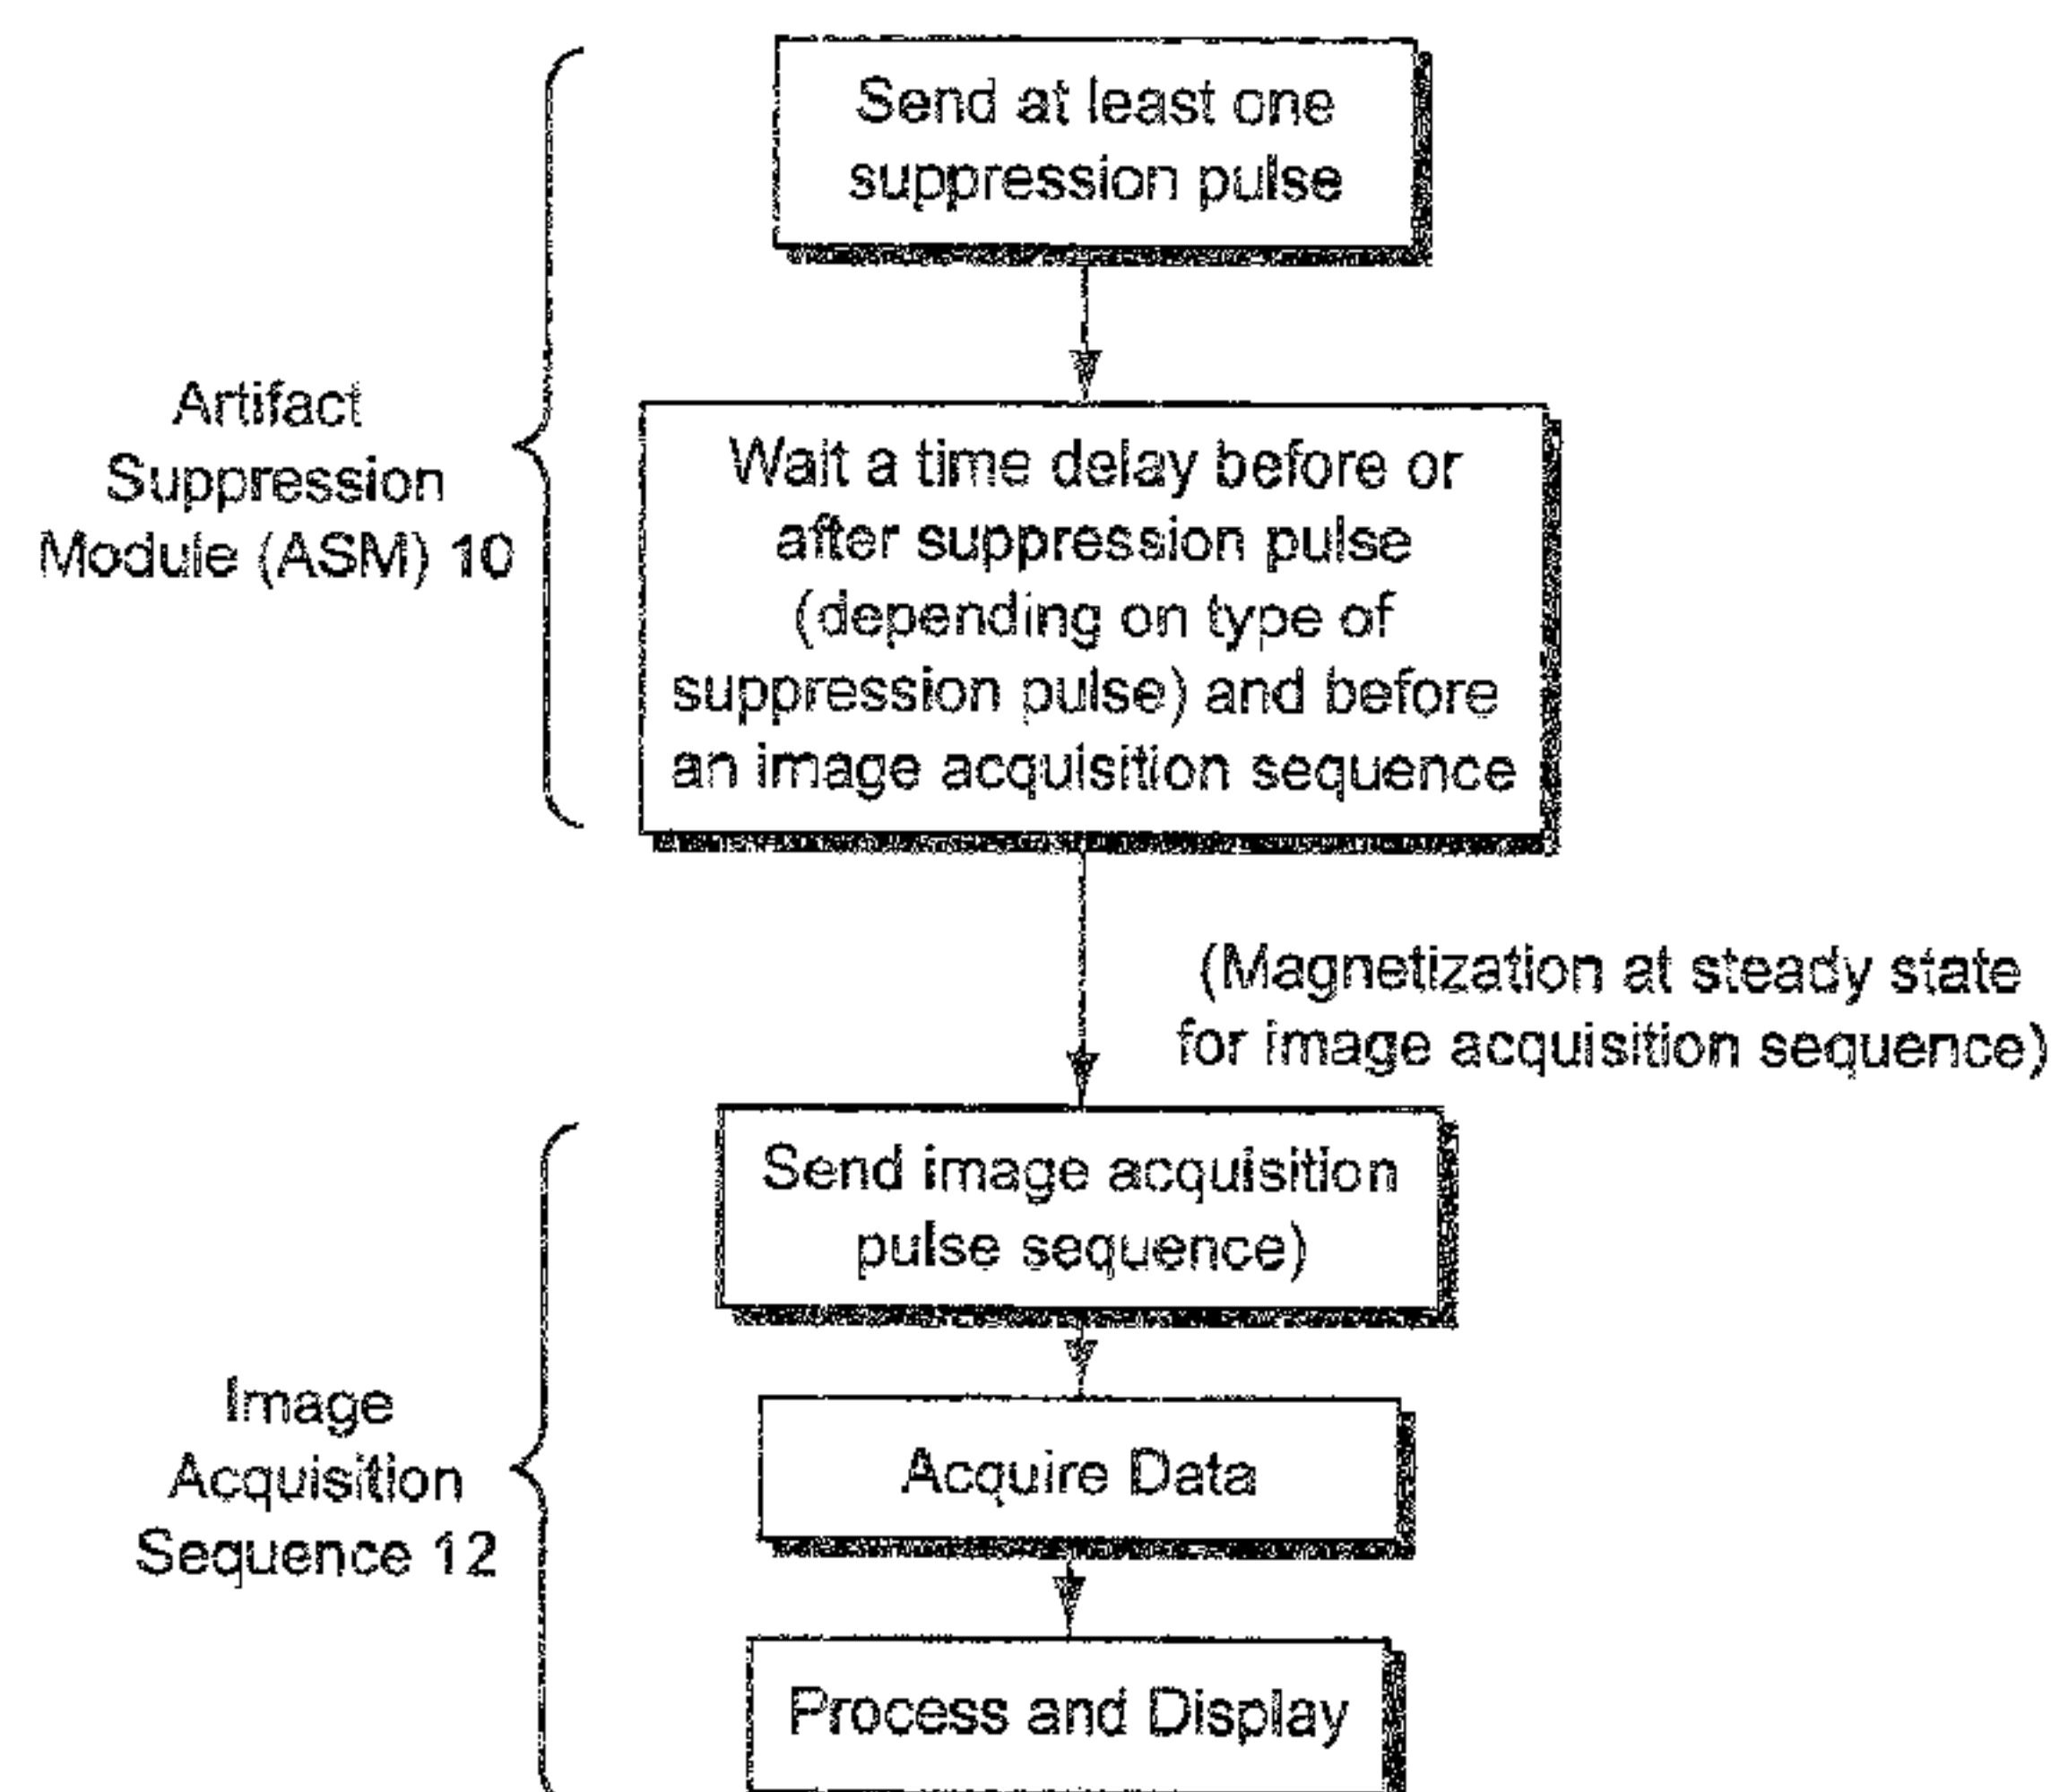 Send at least one
suppression pulse
Artifact
Suppression
Module (ASM) 10
Wait a time delay before or
after suppression pulse
(depending on type of
suppression pulse) and before
an image acquisition sequence
(Magnetization at steady state
for image acquisition sequence)
Send image acquisition
pulse sequence)
Image
Acquisition
Sequence 12
Acquire Data
Process and Display